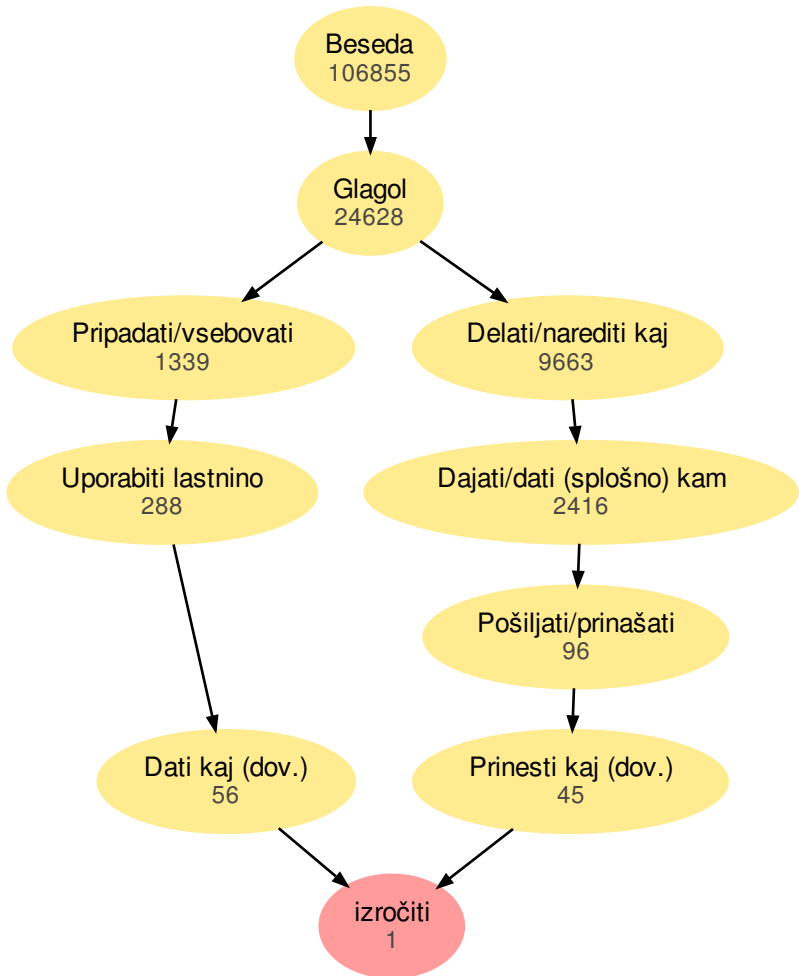 Beseda
106855
Glagol
24628
Pripadati/vsebovati
1339
Delati/narediti kaj
9663
Uporabiti lastnino
288
Dajati/dati (splošno) kam
2416
Pošiljati/prinašati
96
Dati kaj (dov.)
56
Prinesti kaj (dov.)
45
izročiti
1